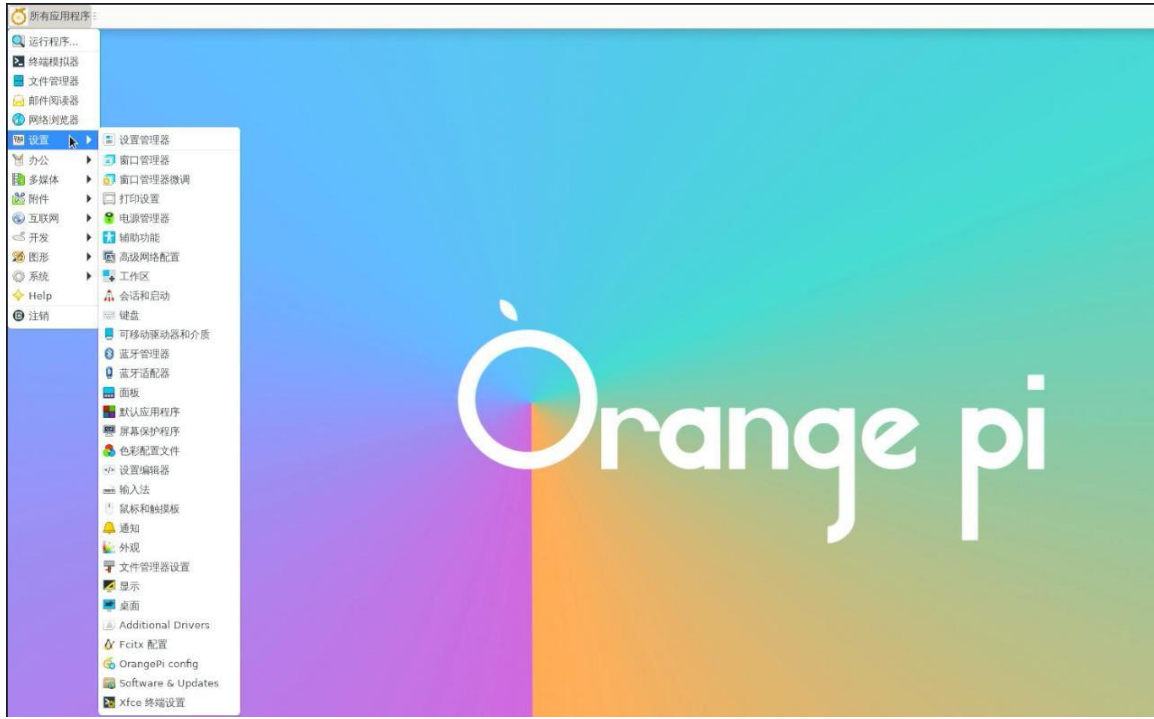 所有应用程序
运行程序...
终端模拟器
文件管理器
邮件阅读器
网络浏览器
设置
办公
多媒体
附件
互联网
开发
图形
系统
Help
注销
设置管理器
窗口管理器
窗口管理器微调
打印设置
电源管理器
辅助功能
高级网络配置
工作区
会话和启动
键盘
可移动驱动器和介质
蓝牙管理器
蓝牙适配器
面板
默认应用程序
屏幕保护程序
色彩配置文件
设置编辑器
输入法
鼠标和触摸板
通知
外观
文件管理器设置
显示
桌面
Additional Drivers
Fcitx 配置
OrangePi config
Software & Updates
Xfce 终端设置
Orange pi